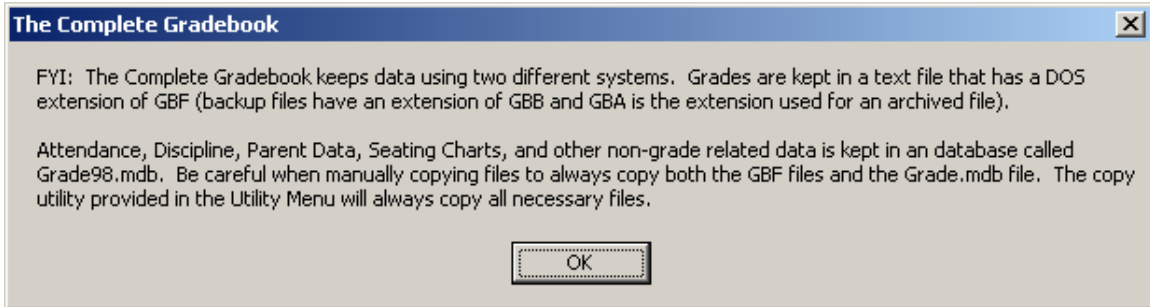 The Complete Gradebook
FYI:  The Complete Gradebook keeps data using two different systems.  Grades are kept in a text file that has a DOS
extension of GBF (backup files have an extension of GBB and GBA is the extension used for an archived file).
Attendance, Discipline, Parent Data, Seating Charts, and other non-grade related data is kept in an database called
Grade98.mdb.  Be careful when manually copying files to always copy both the GBF files and the Grade.mdb file.  The copy
utility provided in the Utility Menu will always copy all necessary files.
OK